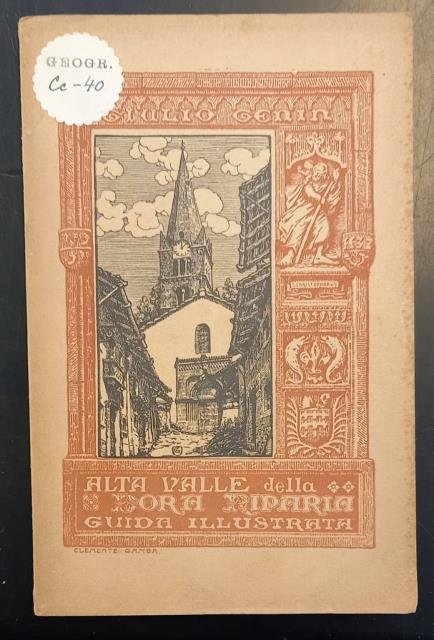 GEOGR.
Cc-40
GIULIO GENIN
ALTA VALLE della
DORA RIPARIA
GUIDA ILLUSTRATA
CLEMENTE GAMBA